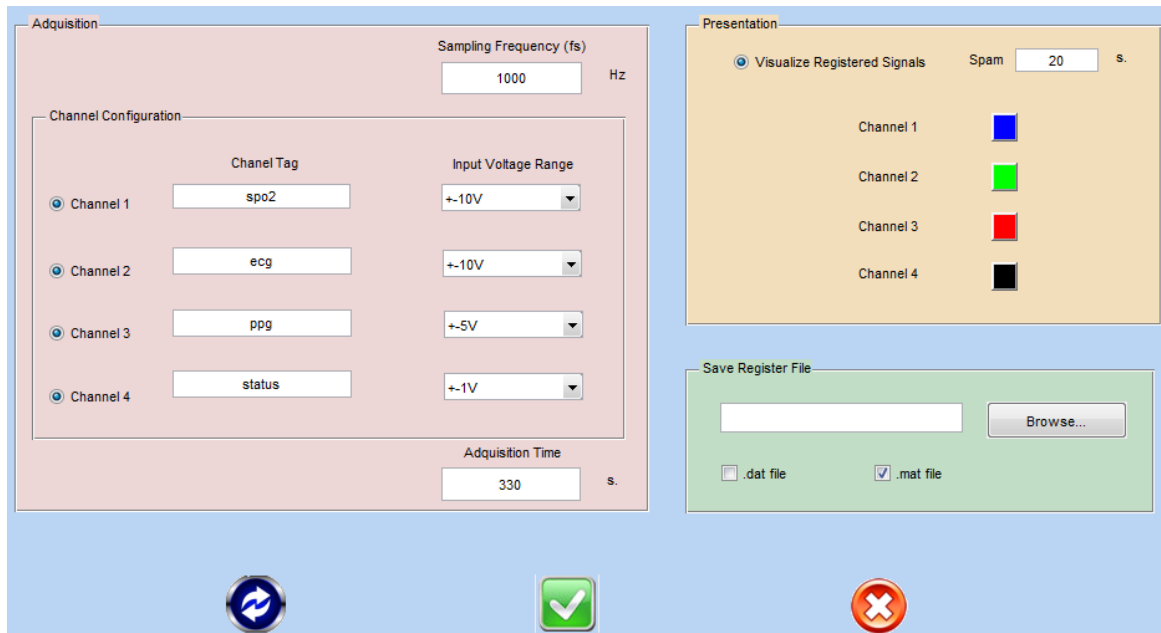 Adquisition
Sampling Frequency (fs)
1000 Hz
Channel Configuration
Chanel Tag Input Voltage Range
Channel 1 spo2 +-10V
Channel 2 ecg +-10V
Channel 3 ppg +-5V
Channel 4 status +-1V
Adquisition Time
330 s.
Presentation
Visualize Registered Signals Spam 20 s.
Channel 1
Channel 2
Channel 3
Channel 4
Save Register File
Browse...
.dat file .mat file